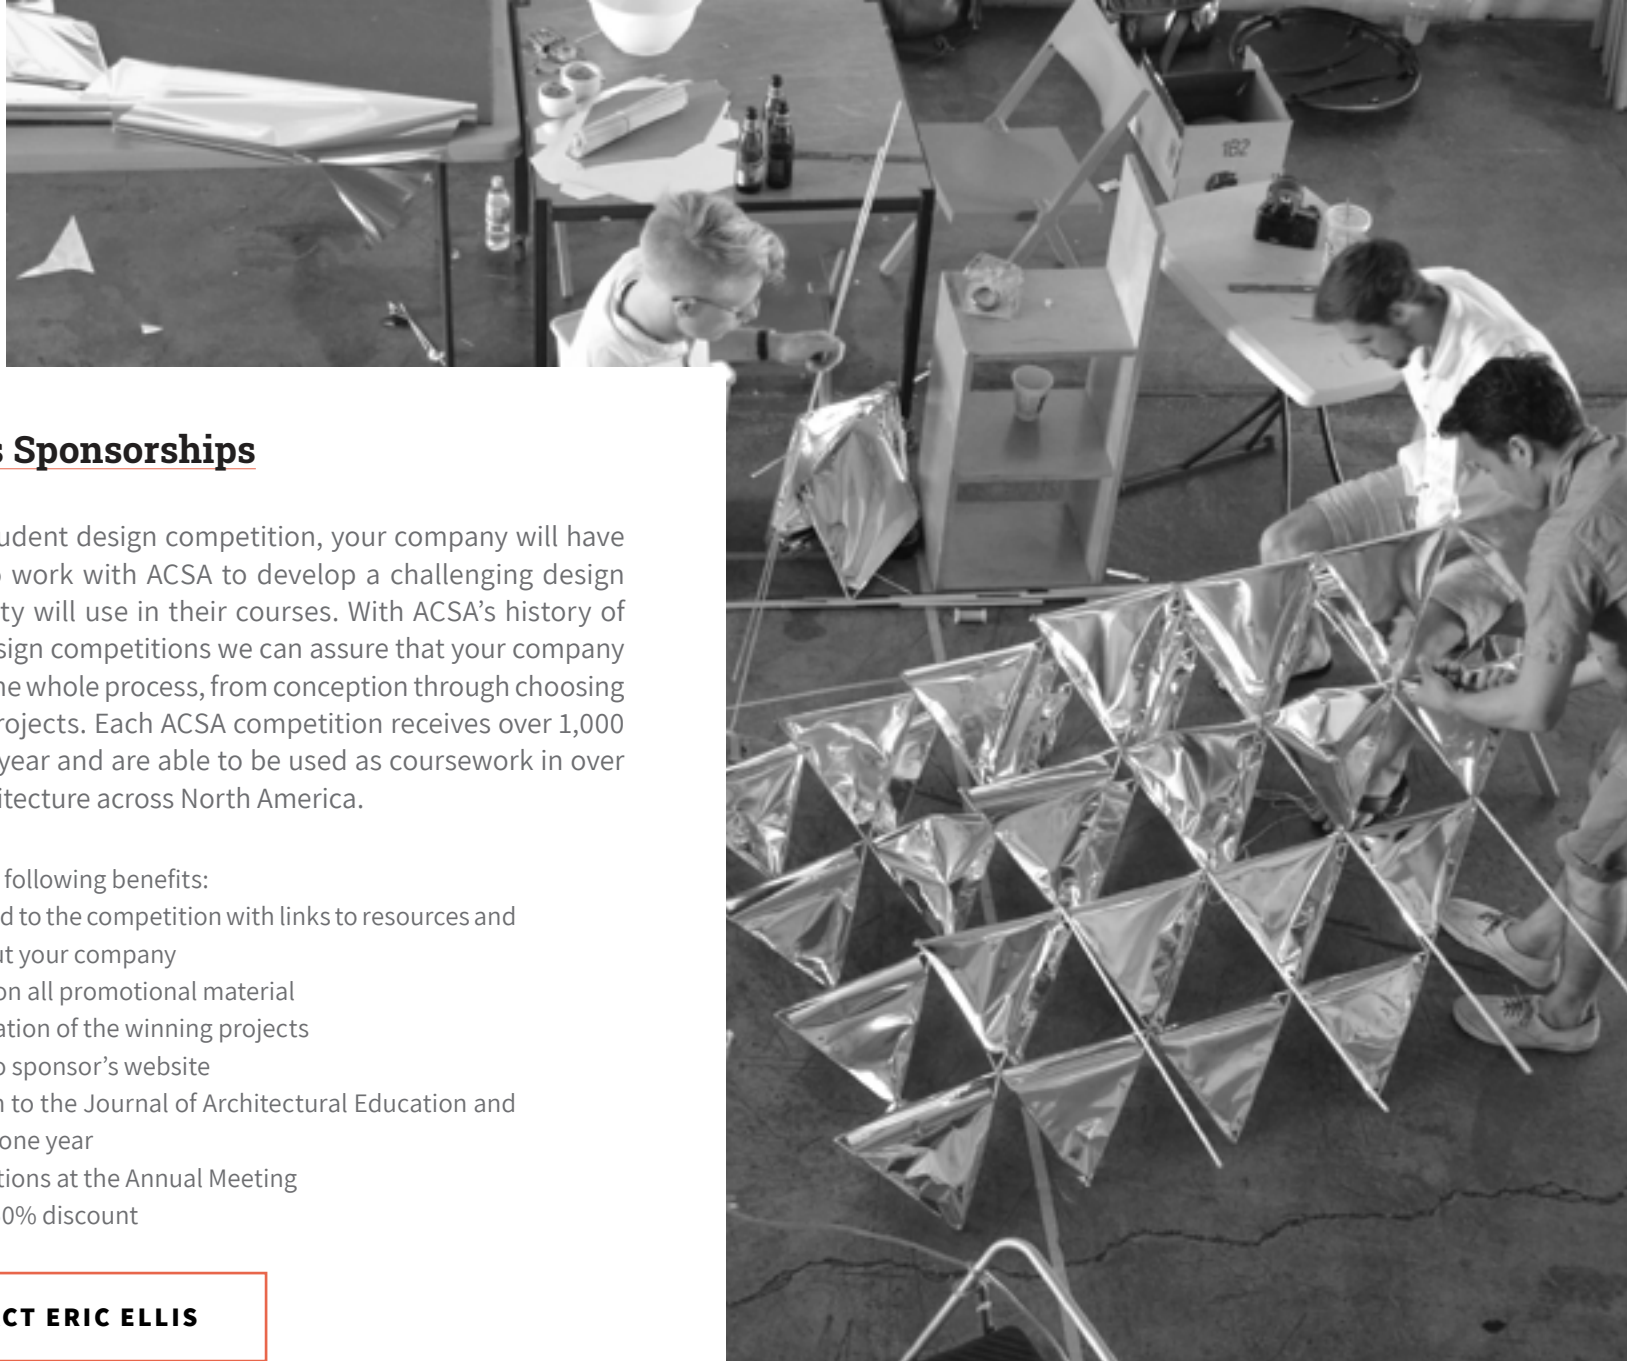 1B2
s Sponsorships
udent design competition, your company will have
o work with ACSA to develop a challenging design
ty will use in their courses. With ACSA’s history of
sign competitions we can assure that your company
ne whole process, from conception through choosing
rojects. Each ACSA competition receives over 1,000
year and are able to be used as coursework in over
itecture across North America.
following benefits:
d to the competition with links to resources and
ut your company
on all promotional material
ation of the winning projects
o sponsor’s website
n to the Journal of Architectural Education and
one year
tions at the Annual Meeting
0% discount
CT ERIC ELLIS